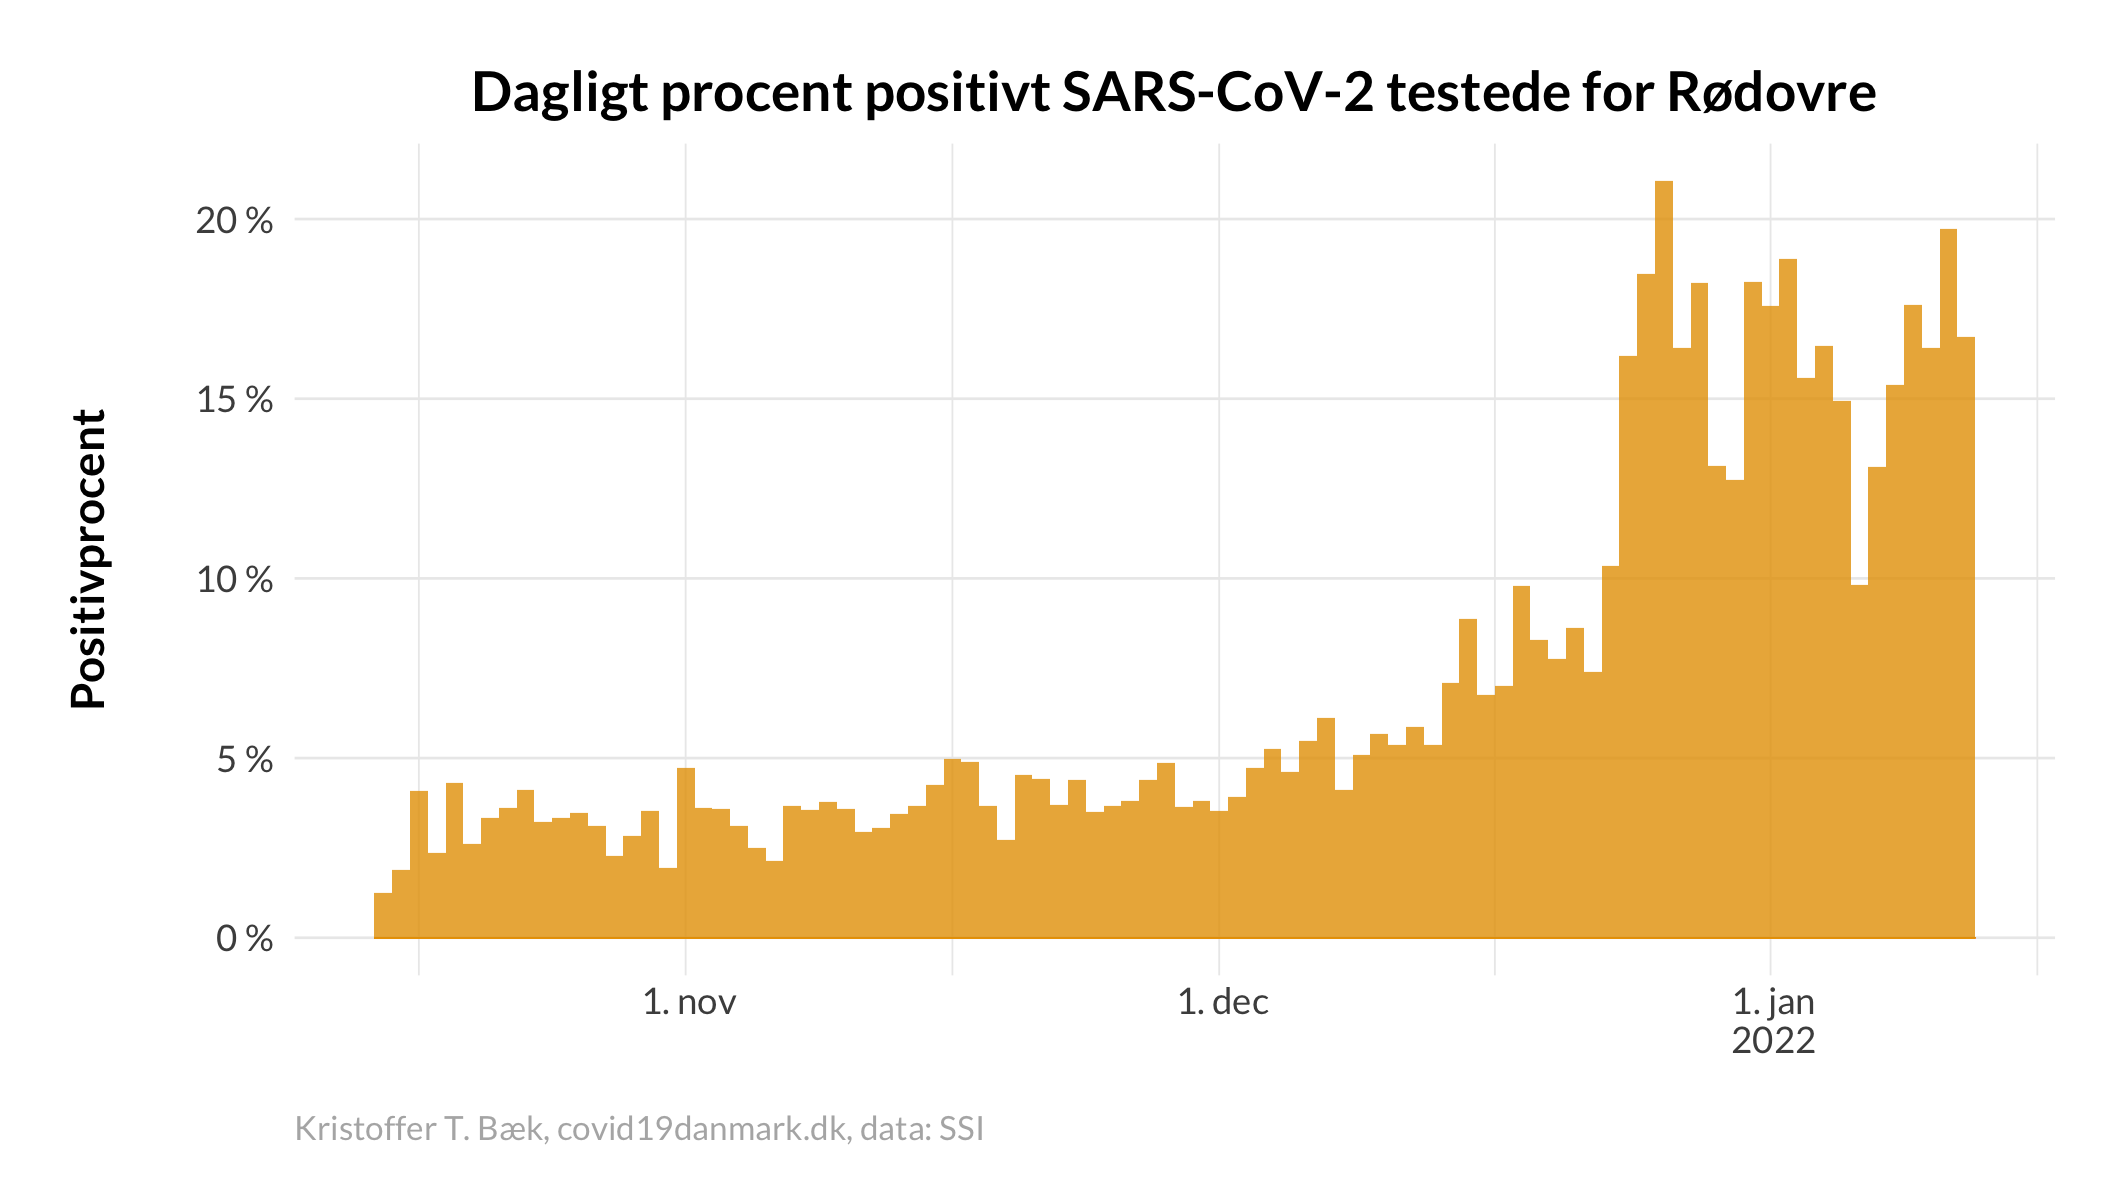 Dagligt procent positivt SARS-CoV-2 testede for Rødovre
Positivprocent
20 %
15 %
10 %
5 %
0 %
1. nov
1. dec
1. jan
2022
Kristoffer T. Bæk, covid19danmark.dk, data: SSI